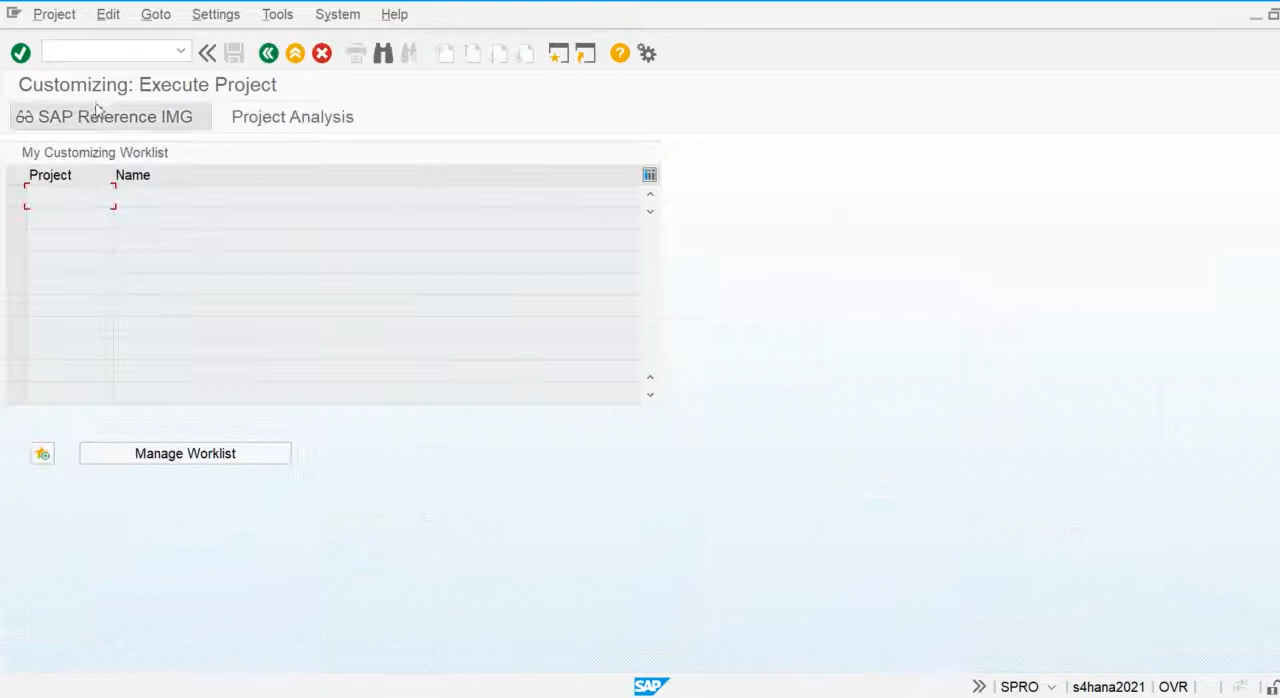 Project Edit Goto Settings Tools System Help
Customizing: Execute Project
SAP Reference IMG Project Analysis
My Customizing Worklist
Project Name
Manage Worklist
SAP SPRO s4hana2021 OVR